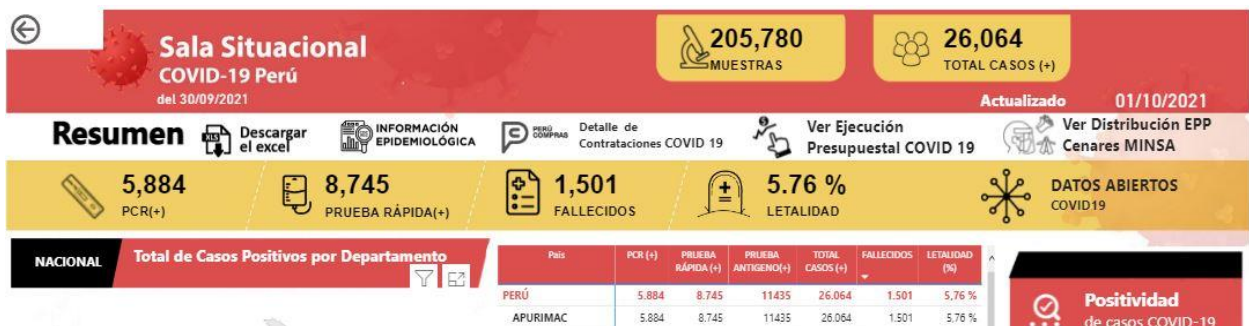 Sala Situacional
COVID-19 Perú
del 30/09/2021
205,780
MUESTRAS
26,064
TOTAL CASOS (+)
Actualizado 01/10/2021
Resumen
XLS
Descargar
el excel
INFORMACIÓN
EPIDEMIOLÓGICA
PERÚ
COMPRAS
Detalle de
Contrataciones COVID 19
Ver Ejecución
Presupuestal COVID 19
Ver Distribución EPP
Cenares MINSA
5,884
PCR(+)
8,745
PRUEBA RÁPIDA(+)
1,501
FALLECIDOS
5.76 %
LETALIDAD
DATOS ABIERTOS
COVID19
NACIONAL
Total de Casos Positivos por Departamento
País PCR (+) PRUEBA RÁPIDA (+) PRUEBA ANTIGENO(+) TOTAL CASOS (+) FALLECIDOS LETALIDAD (%)
PERÚ 5.884 8.745 11435 26.064 1.501 5,76 %
APURIMAC 5.884 8.745 11435 26.064 1.501 5,76 %
Positividad
de casos COVID-19